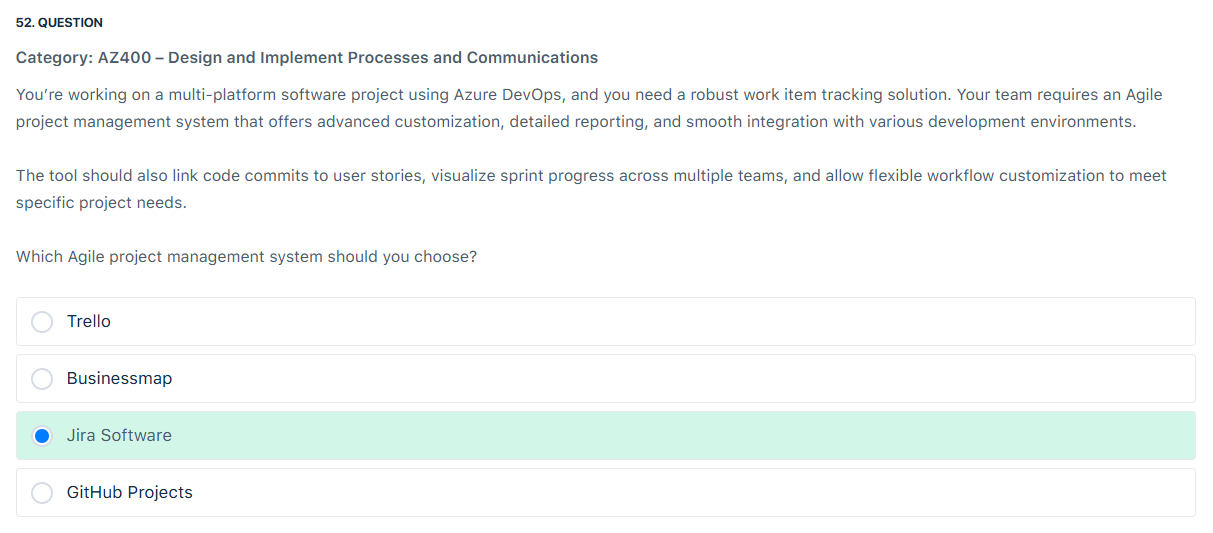 52. QUESTION
Category: AZ400 – Design and Implement Processes and Communications
You’re working on a multi-platform software project using Azure DevOps, and you need a robust work item tracking solution. Your team requires an Agile
project management system that offers advanced customization, detailed reporting, and smooth integration with various development environments.
The tool should also link code commits to user stories, visualize sprint progress across multiple teams, and allow flexible workflow customization to meet
specific project needs.
Which Agile project management system should you choose?
Trello
Businessmap
Jira Software
GitHub Projects